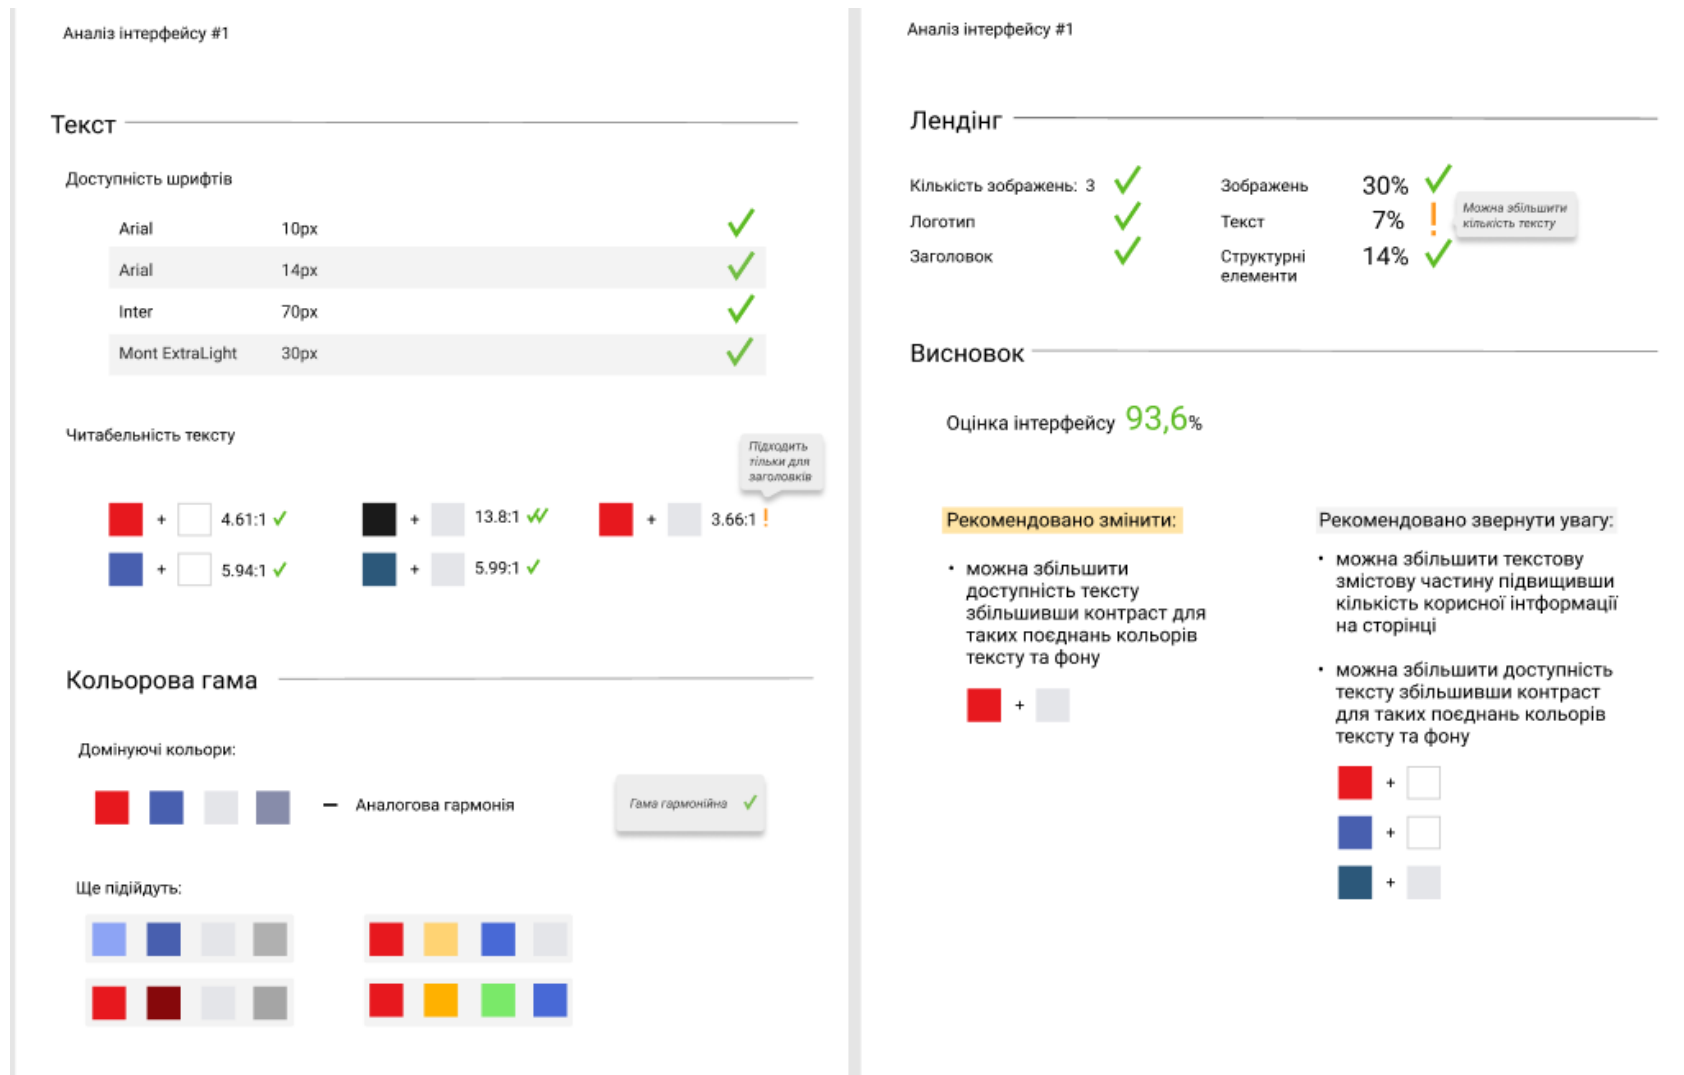 Аналіз інтерфейсу #1
Текст
Доступність шрифтів
Arial 10px
Arial 14px
Inter 70px
Mont ExtraLight 30px
Читабельність тексту
Підходить
тільки для
заголовків
+ 4.61:1 + 13.8:1 + 3.66:1 !
+ 5.94:1 + 5.99:1
Кольорова гама
Домінуючі кольори:
– Аналогова гармонія
Гама гармонійна
Ще підійдуть:
Аналіз інтерфейсу #1
Лендінг
Кількість зображень: 3
Логотип
Заголовок
Зображень 30%
Текст 7% !
Структурні 14%
елементи
Можна збільшити
кількість тексту
Висновок
Оцінка інтерфейсу 93,6%
Рекомендовано змінити:
• можна збільшити
доступність тексту
збільшивши контраст для
таких поєднань кольорів
тексту та фону
+
Рекомендовано звернути увагу:
• можна збільшити текстову
змістову частину підвищивши
кількість корисної інтформації
на сторінці
• можна збільшити доступність
тексту збільшивши контраст
для таких поєднань кольорів
тексту та фону
+
+
+